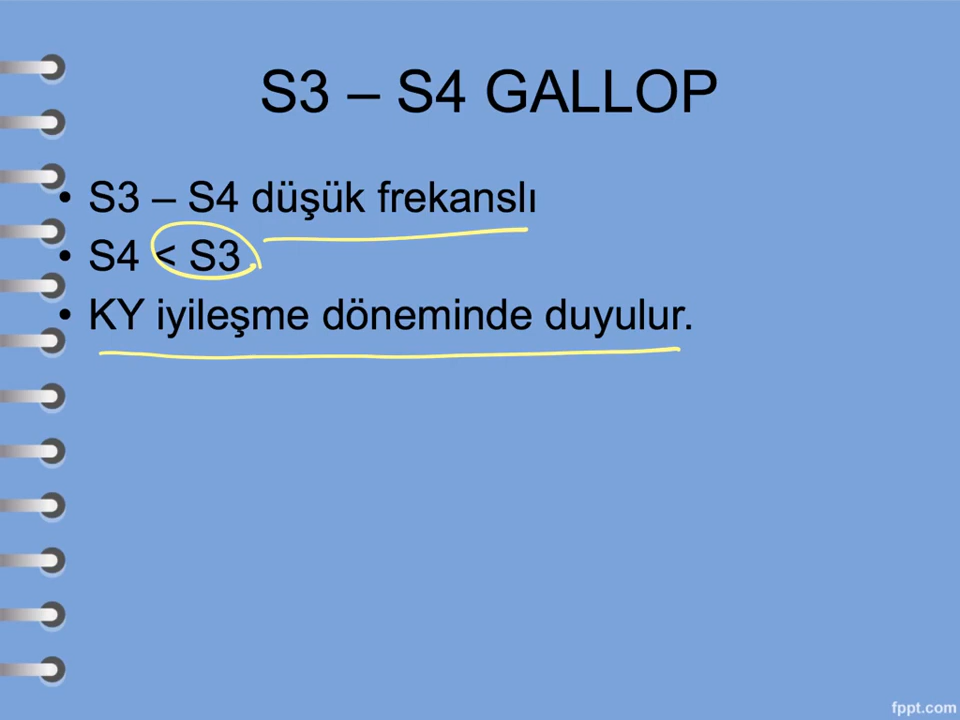 S3 – S4 GALLOP
• S3 – S4 düşük frekanslı
• S4 < S3
• KY iyileşme döneminde duyulur.
fppt.com